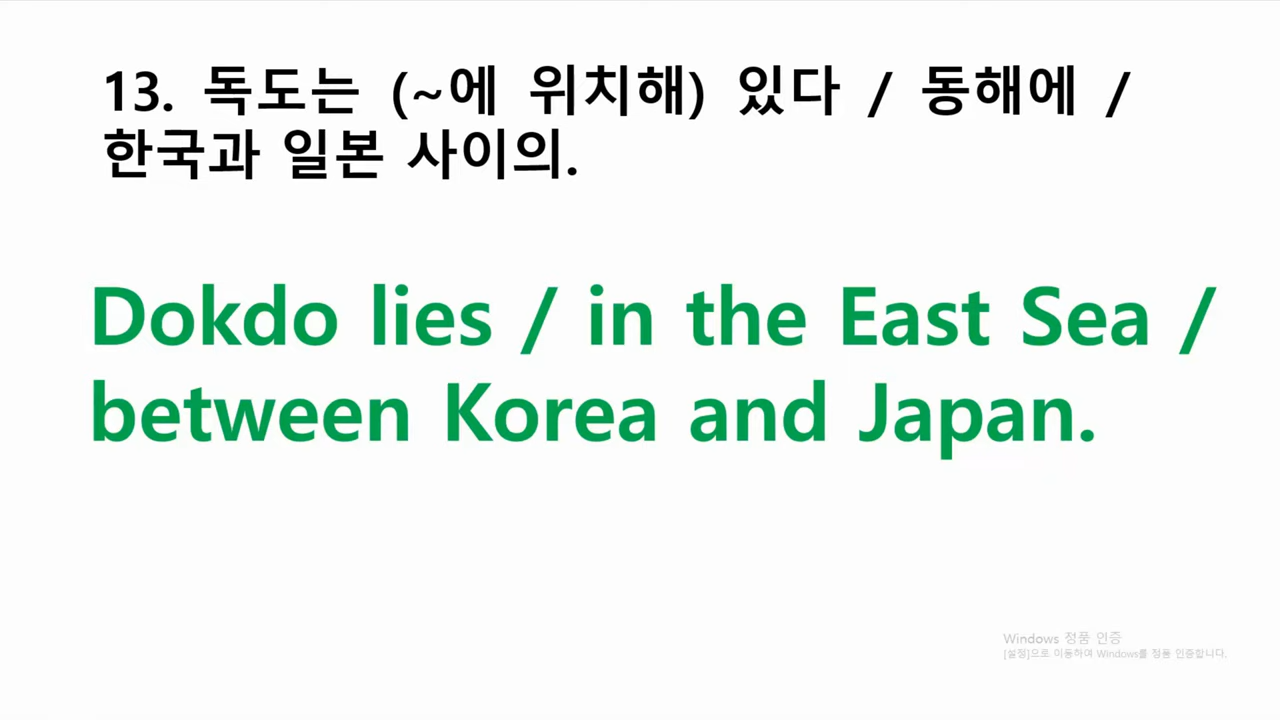 13. 독도는 (~에 위치해) 있다 / 동해에 /
한국과 일본 사이의.
Dokdo lies / in the East Sea /
between Korea and Japan.
Windows 정품 인증
[설정]으로 이동하여 Windows를 정품 인증합니다.